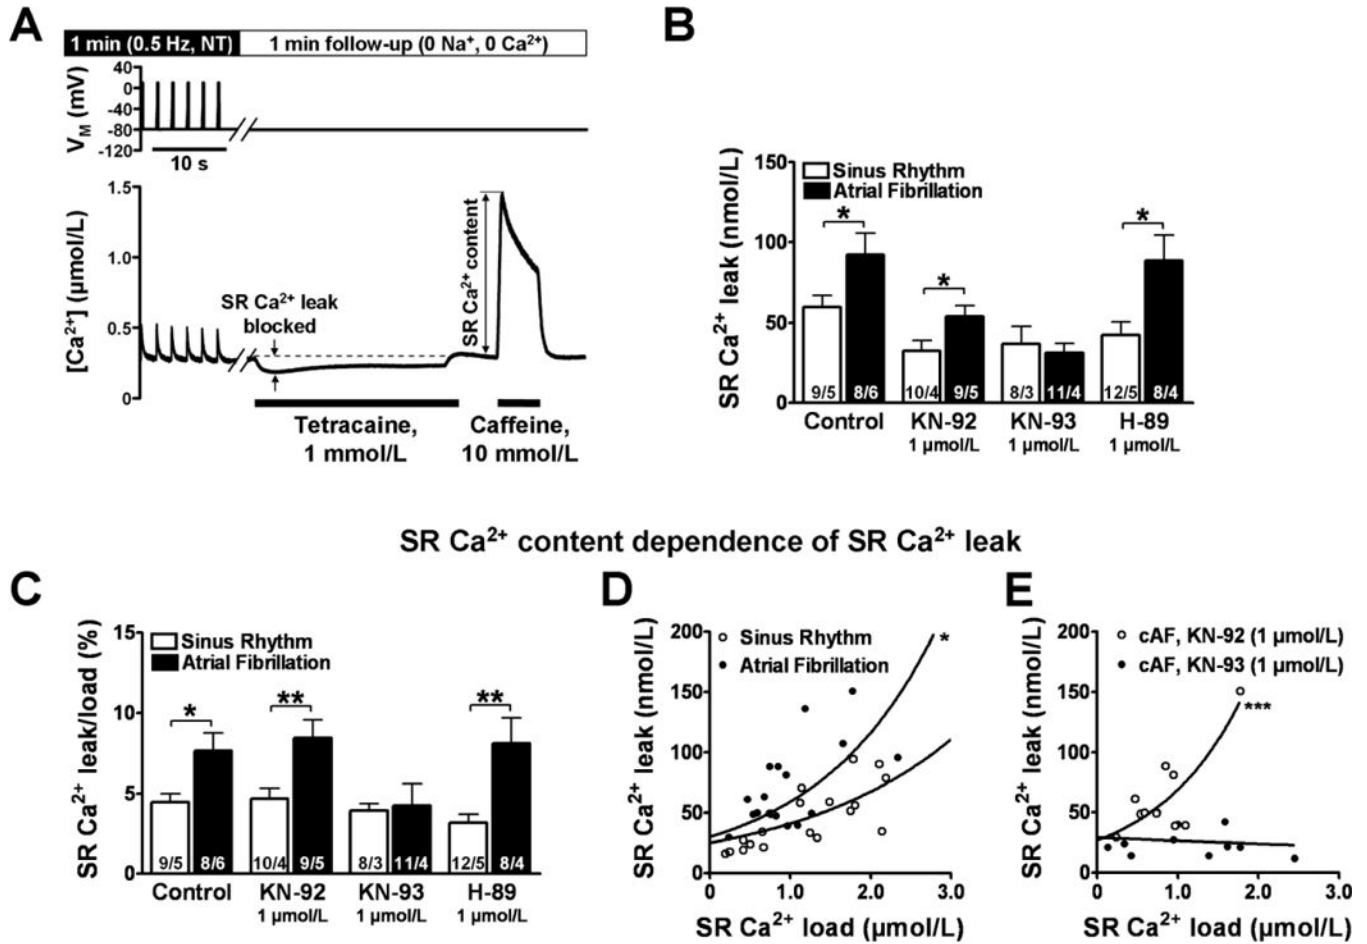 A
1 min (0.5 Hz, NT) 1 min follow-up (0 Na⁺, 0 Ca²⁺)
V_M (mV)
40
0
-40
-80
-120
10 s
[Ca²⁺] (μmol/L)
1.5
1.0
0.5
0
SR Ca²⁺ leak
blocked
SR Ca²⁺ content
Tetracaine,
1 mmol/L
Caffeine,
10 mmol/L
B
SR Ca²⁺ leak (nmol/L)
150
100
50
0
Sinus Rhythm
Atrial Fibrillation
* * *
9/5 8/6 10/4 9/5 8/3 11/4 12/5 8/4
Control KN-92 KN-93 H-89
1 μmol/L 1 μmol/L 1 μmol/L
SR Ca²⁺ content dependence of SR Ca²⁺ leak
C
SR Ca²⁺ leak/load (%)
15
10
5
0
Sinus Rhythm
Atrial Fibrillation
* ** **
9/5 8/6 10/4 9/5 8/3 11/4 12/5 8/4
Control KN-92 KN-93 H-89
1 μmol/L 1 μmol/L 1 μmol/L
D
SR Ca²⁺ leak (nmol/L)
200
150
100
50
0
Sinus Rhythm
Atrial Fibrillation
*
0 1.0 2.0 3.0
SR Ca²⁺ load (μmol/L)
E
SR Ca²⁺ leak (nmol/L)
200
150
100
50
0
cAF, KN-92 (1 μmol/L)
cAF, KN-93 (1 μmol/L)
***
0 1.0 2.0 3.0
SR Ca²⁺ load (μmol/L)